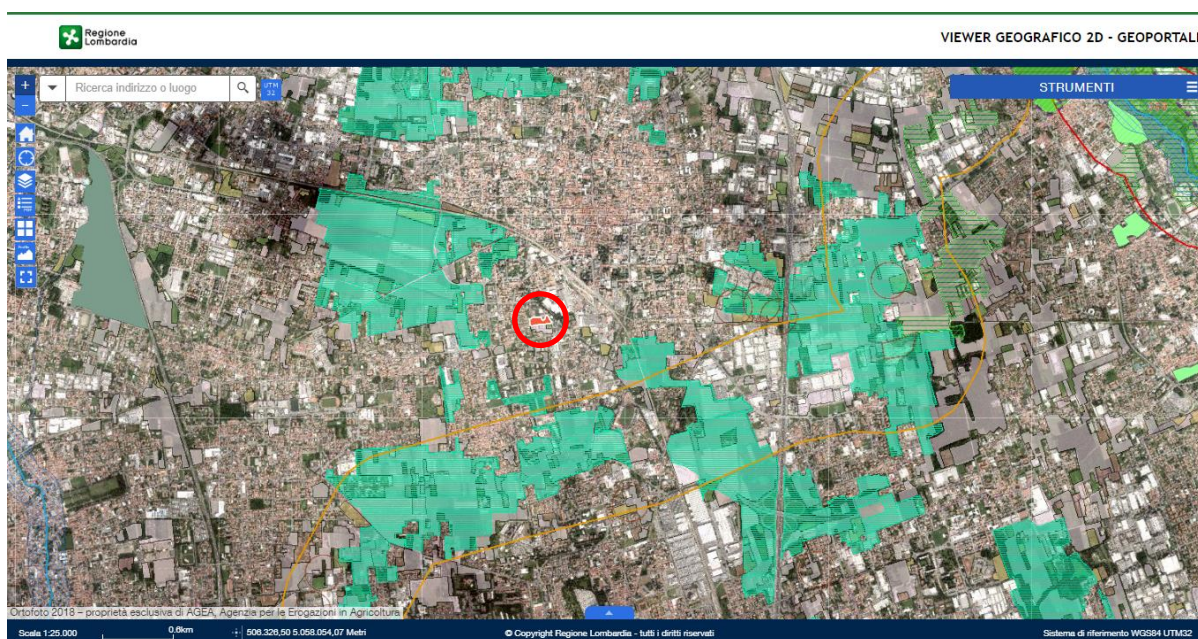 Regione
Lombardia
VIEWER GEOGRAFICO 2D - GEOPORTALE
+
Ricerca indirizzo o luogo
UTM
32
STRUMENTI
−
Ortofoto 2018 – proprietà esclusiva di AGEA, Agenzia per le Erogazioni in Agricoltura
Scala 1:25.000
0.6km
506.326,50 5.058.054,07 Metri
© Copyright Regione Lombardia - tutti i diritti riservati
Sistema di riferimento WGS84 UTM32